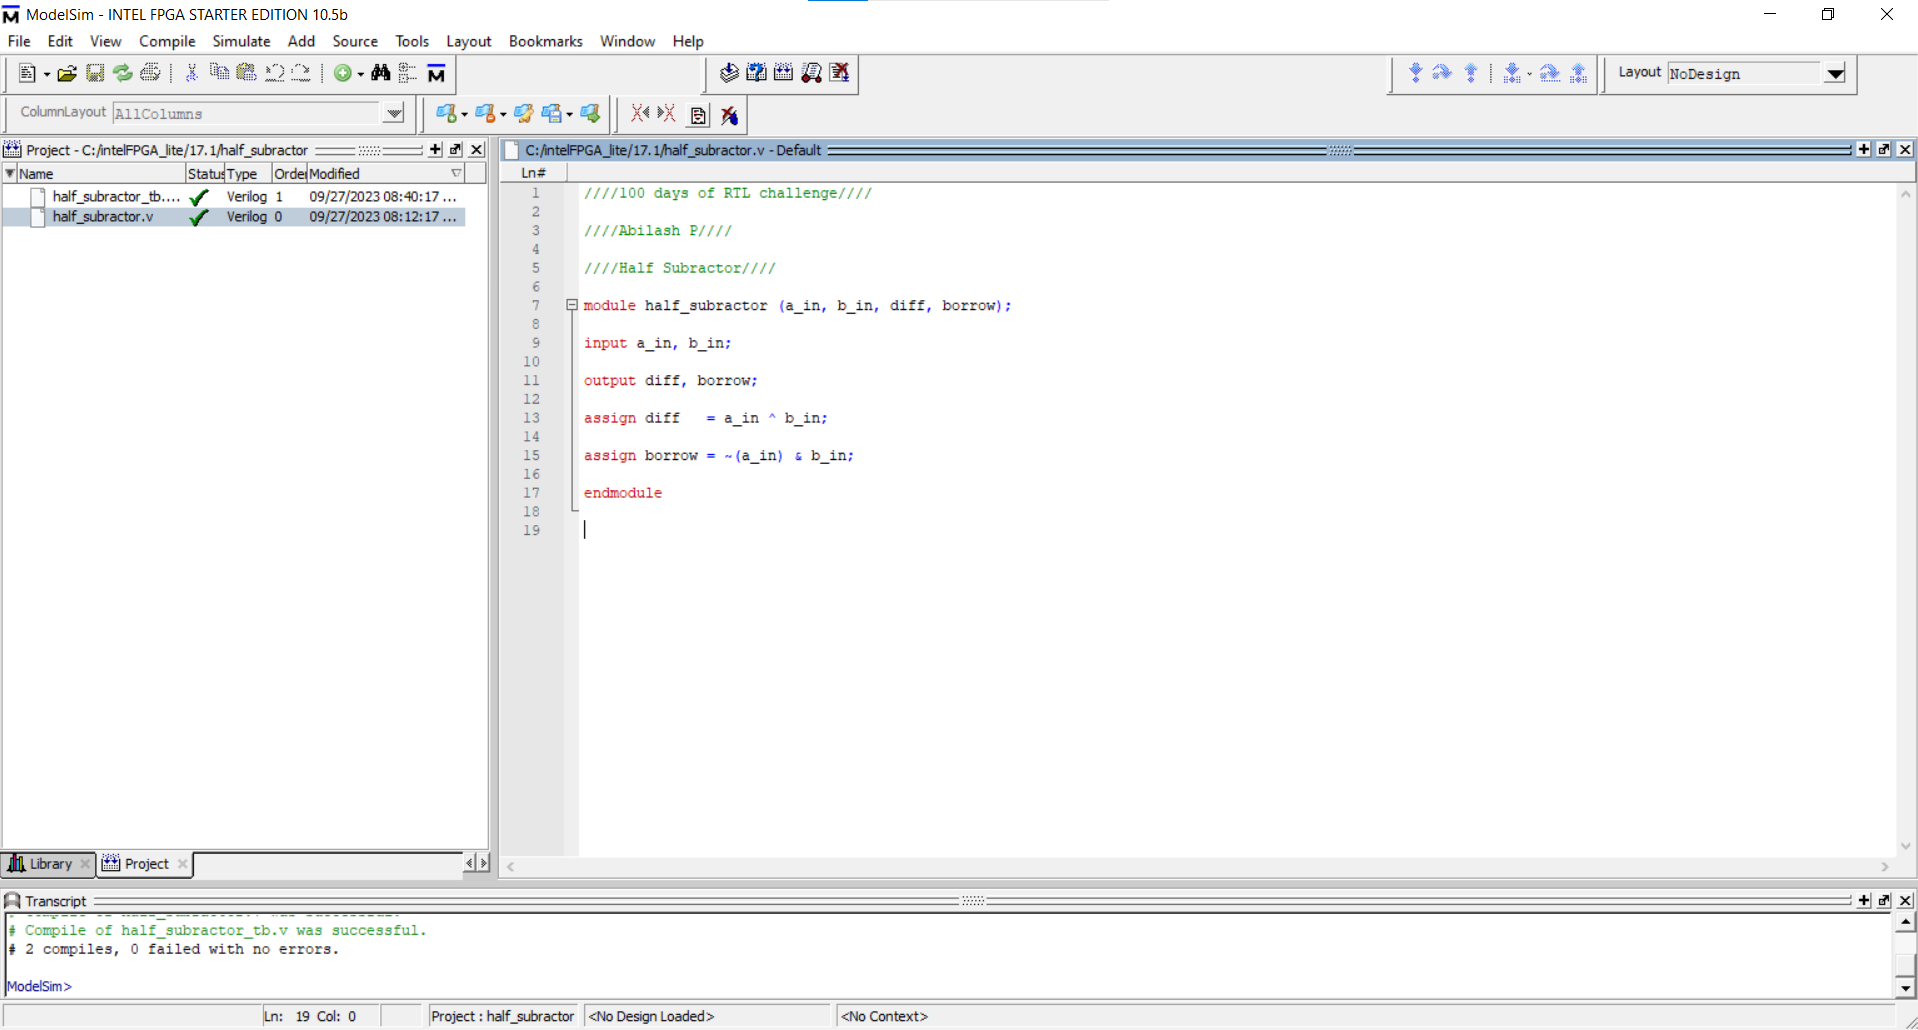 ModelSim - INTEL FPGA STARTER EDITION 10.5b
File Edit View Compile Simulate Add Source Tools Layout Bookmarks Window Help
Layout NoDesign
ColumnLayout AllColumns
Project - C:/intelFPGA_lite/17.1/half_subractor
Name Status Type Order Modified
half_subractor_tb.... Verilog 1 09/27/2023 08:40:17 ...
half_subractor.v Verilog 0 09/27/2023 08:12:17 ...
Library Project
C:/intelFPGA_lite/17.1/half_subractor.v - Default
Ln#
1 ////100 days of RTL challenge////
2
3 ////Abilash P////
4
5 ////Half Subractor////
6
7 module half_subractor (a_in, b_in, diff, borrow);
8
9 input a_in, b_in;
10
11 output diff, borrow;
12
13 assign diff   = a_in ^ b_in;
14
15 assign borrow = ~(a_in) & b_in;
16
17 endmodule
18
19
Transcript
# Compile of half_subractor_tb.v was successful.
# 2 compiles, 0 failed with no errors.
ModelSim>
Ln: 19 Col: 0 Project : half_subractor <No Design Loaded> <No Context>